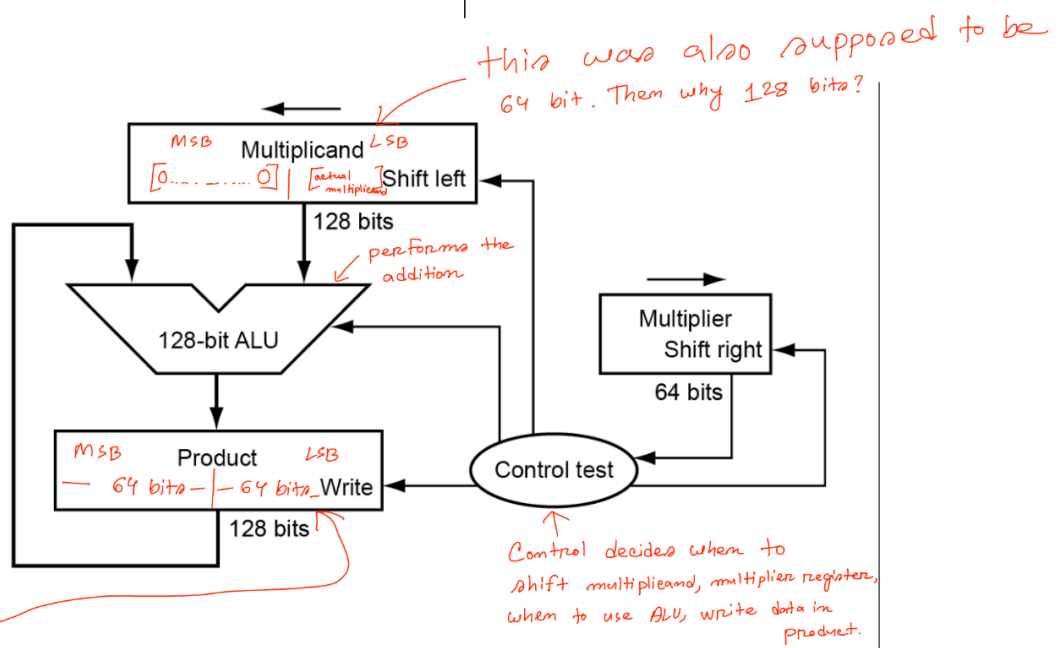 this was also supposed to be
64 bit. Then why 128 bits?
MSB LSB
Multiplicand
[0..............0] | [actual multiplicand]
Shift left
128 bits
performs the
addition
128-bit ALU
Multiplier
Shift right
64 bits
MSB Product LSB
— 64 bits — | — 64 bits _ Write
128 bits
Control test
Control decides when to
shift multiplicand, multiplier register,
when to use ALU, write data in
product.